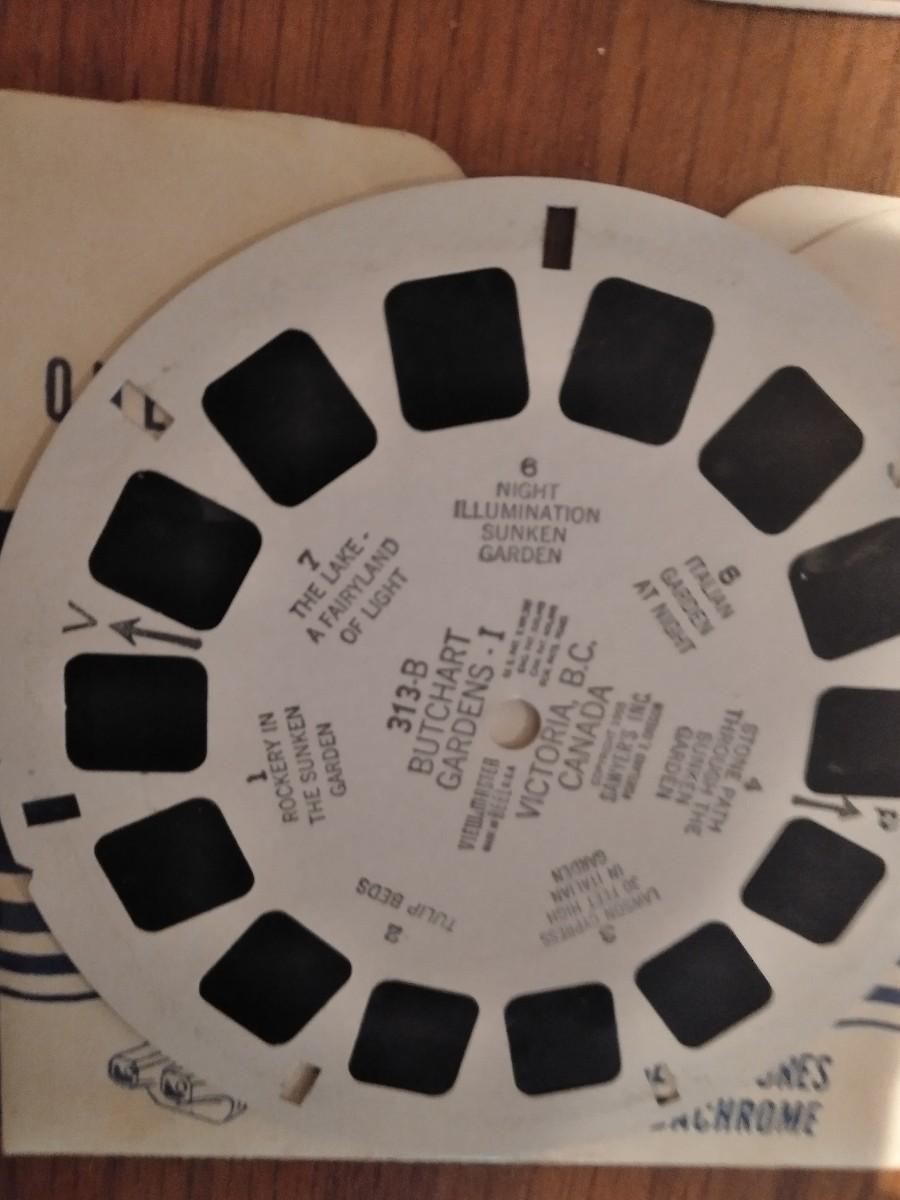 313-B
BUTCHART
GARDENS - I
VICTORIA, B.C.
CANADA
VIEW-MASTER
SAWYER'S INC.
1
ROCKERY IN
THE SUNKEN
GARDEN
2
TULIP BEDS
3
LAWSON CYPRESS
30 FEET HIGH
IN ITALIAN
GARDEN
4
STONE PATH
THROUGH THE
SUNKEN
GARDEN
ITALIAN
GARDEN
AT NIGHT
6
NIGHT
ILLUMINATION
SUNKEN
GARDEN
7
THE LAKE -
A FAIRYLAND
OF LIGHT